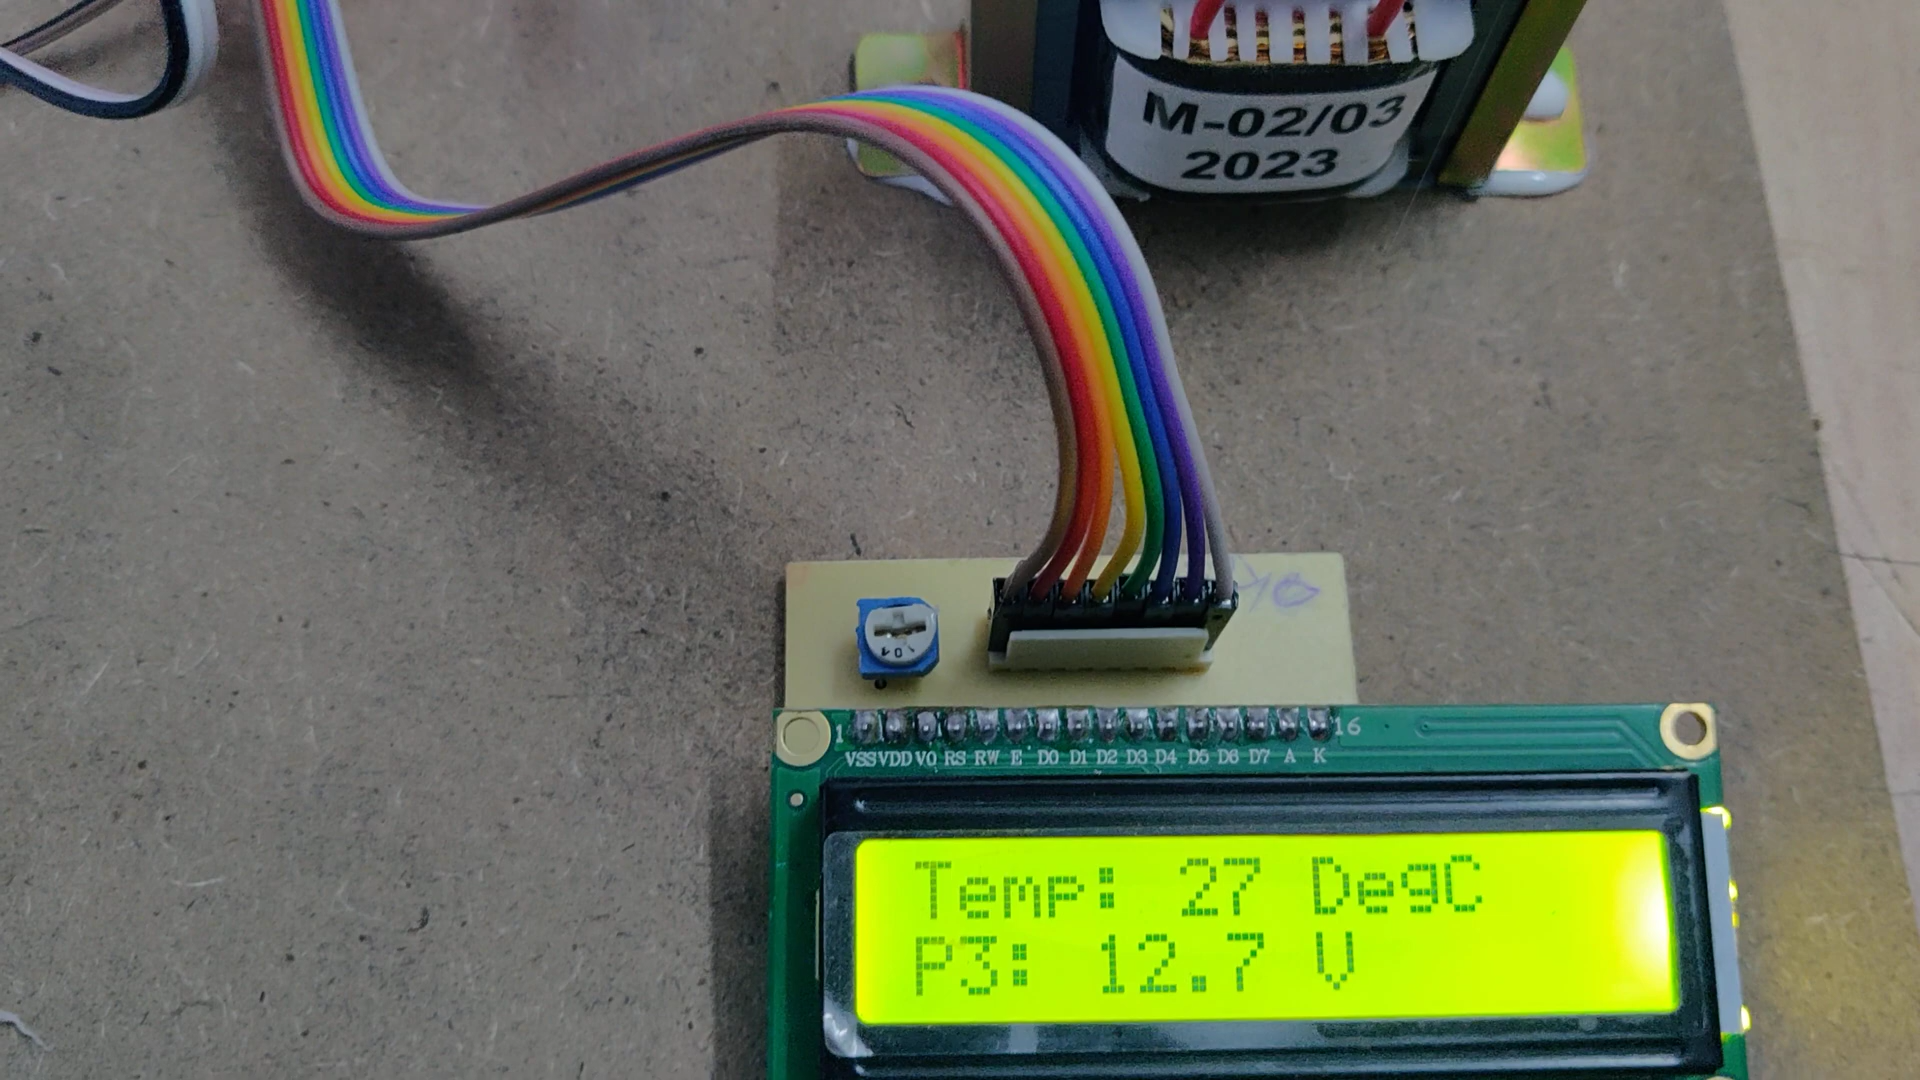 M-02/03
2023
OK
1 16
VSS VDD V0 RS RW E D0 D1 D2 D3 D4 D5 D6 D7 A K
Temp: 27 DegC
P3: 12.7 V